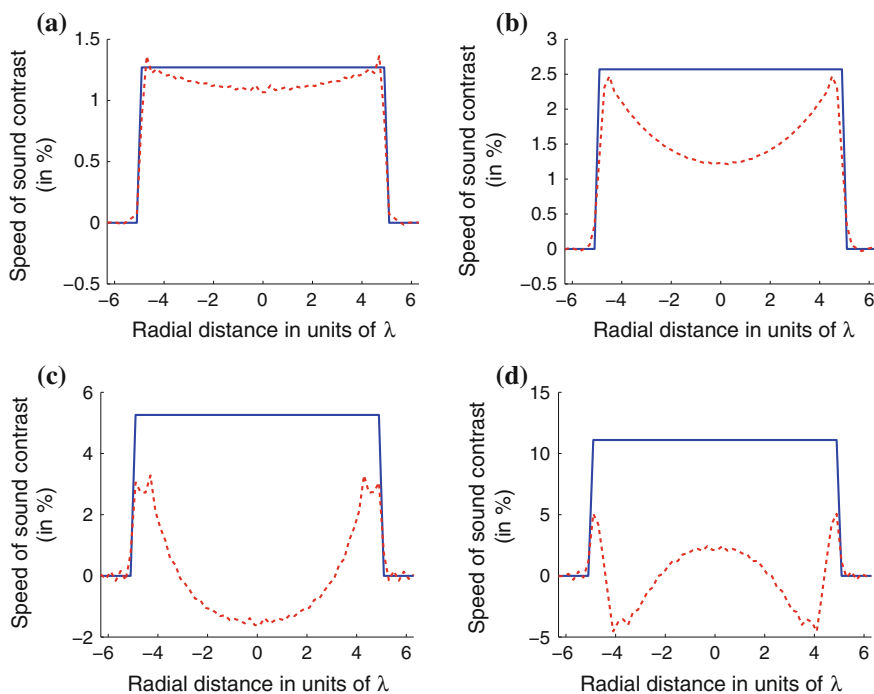 (a)
Speed of sound contrast
(in %)
1.5
1
0.5
0
−0.5
−6 −4 −2 0 2 4 6
Radial distance in units of λ
(b)
Speed of sound contrast
(in %)
3
2.5
2
1.5
1
0.5
0
−0.5
−6 −4 −2 0 2 4 6
Radial distance in units of λ
(c)
Speed of sound contrast
(in %)
6
4
2
0
−2
−6 −4 −2 0 2 4 6
Radial distance in units of λ
(d)
Speed of sound contrast
(in %)
15
10
5
0
−5
−6 −4 −2 0 2 4 6
Radial distance in units of λ